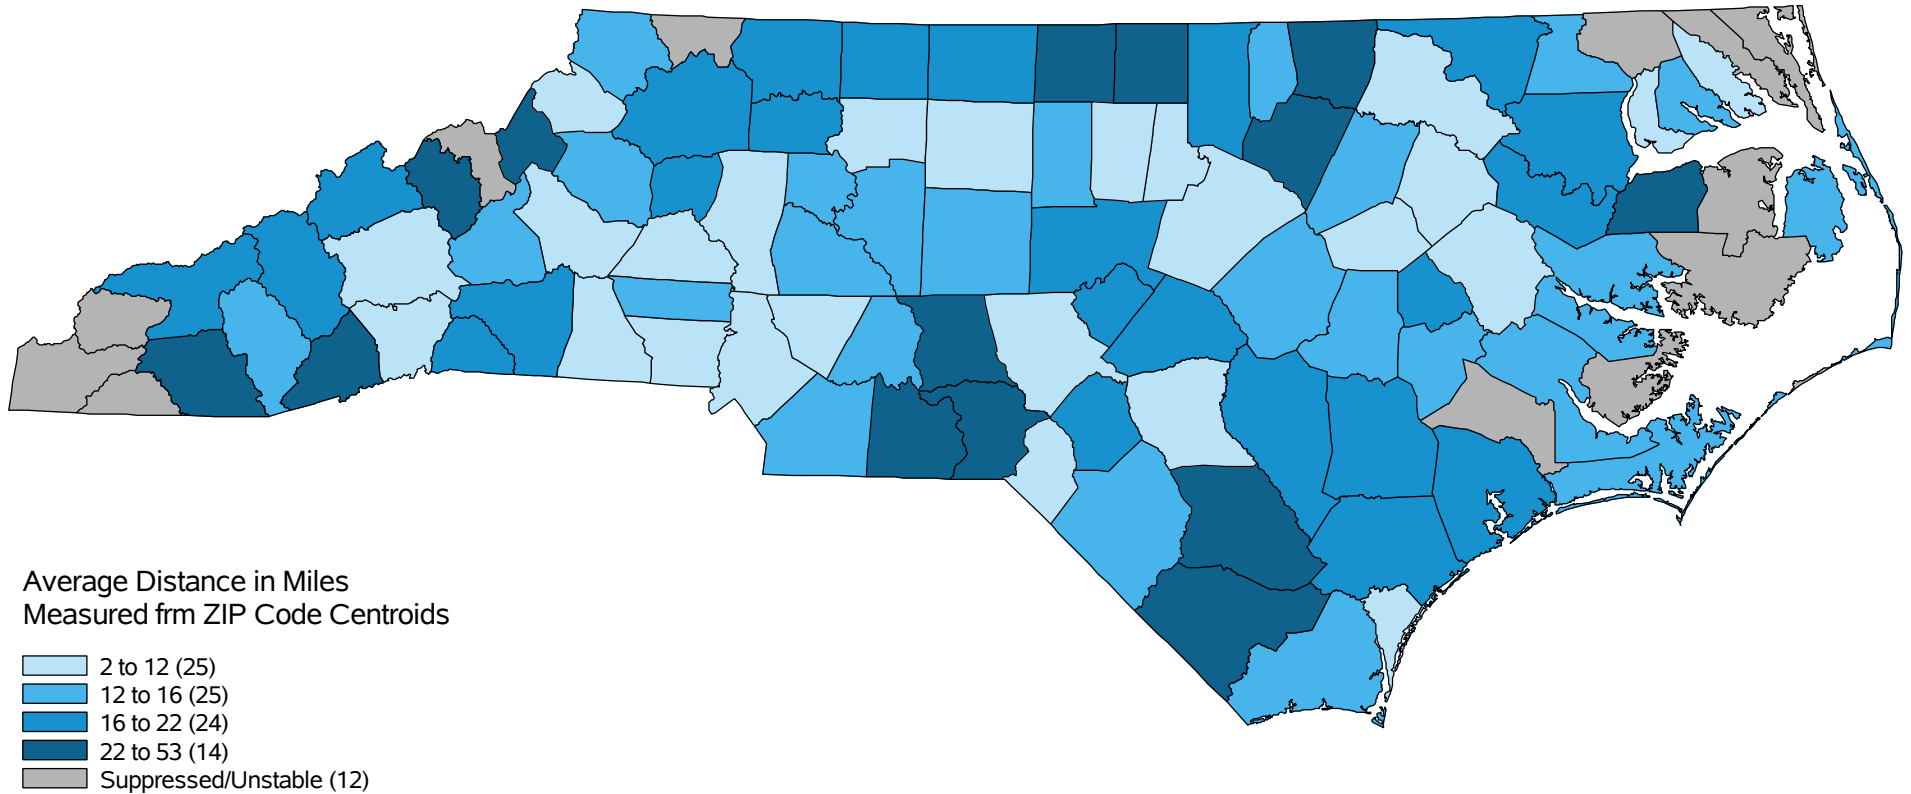 Average Distance in Miles
Measured frm ZIP Code Centroids
2 to 12 (25)
12 to 16 (25)
16 to 22 (24)
22 to 53 (14)
Suppressed/Unstable (12)